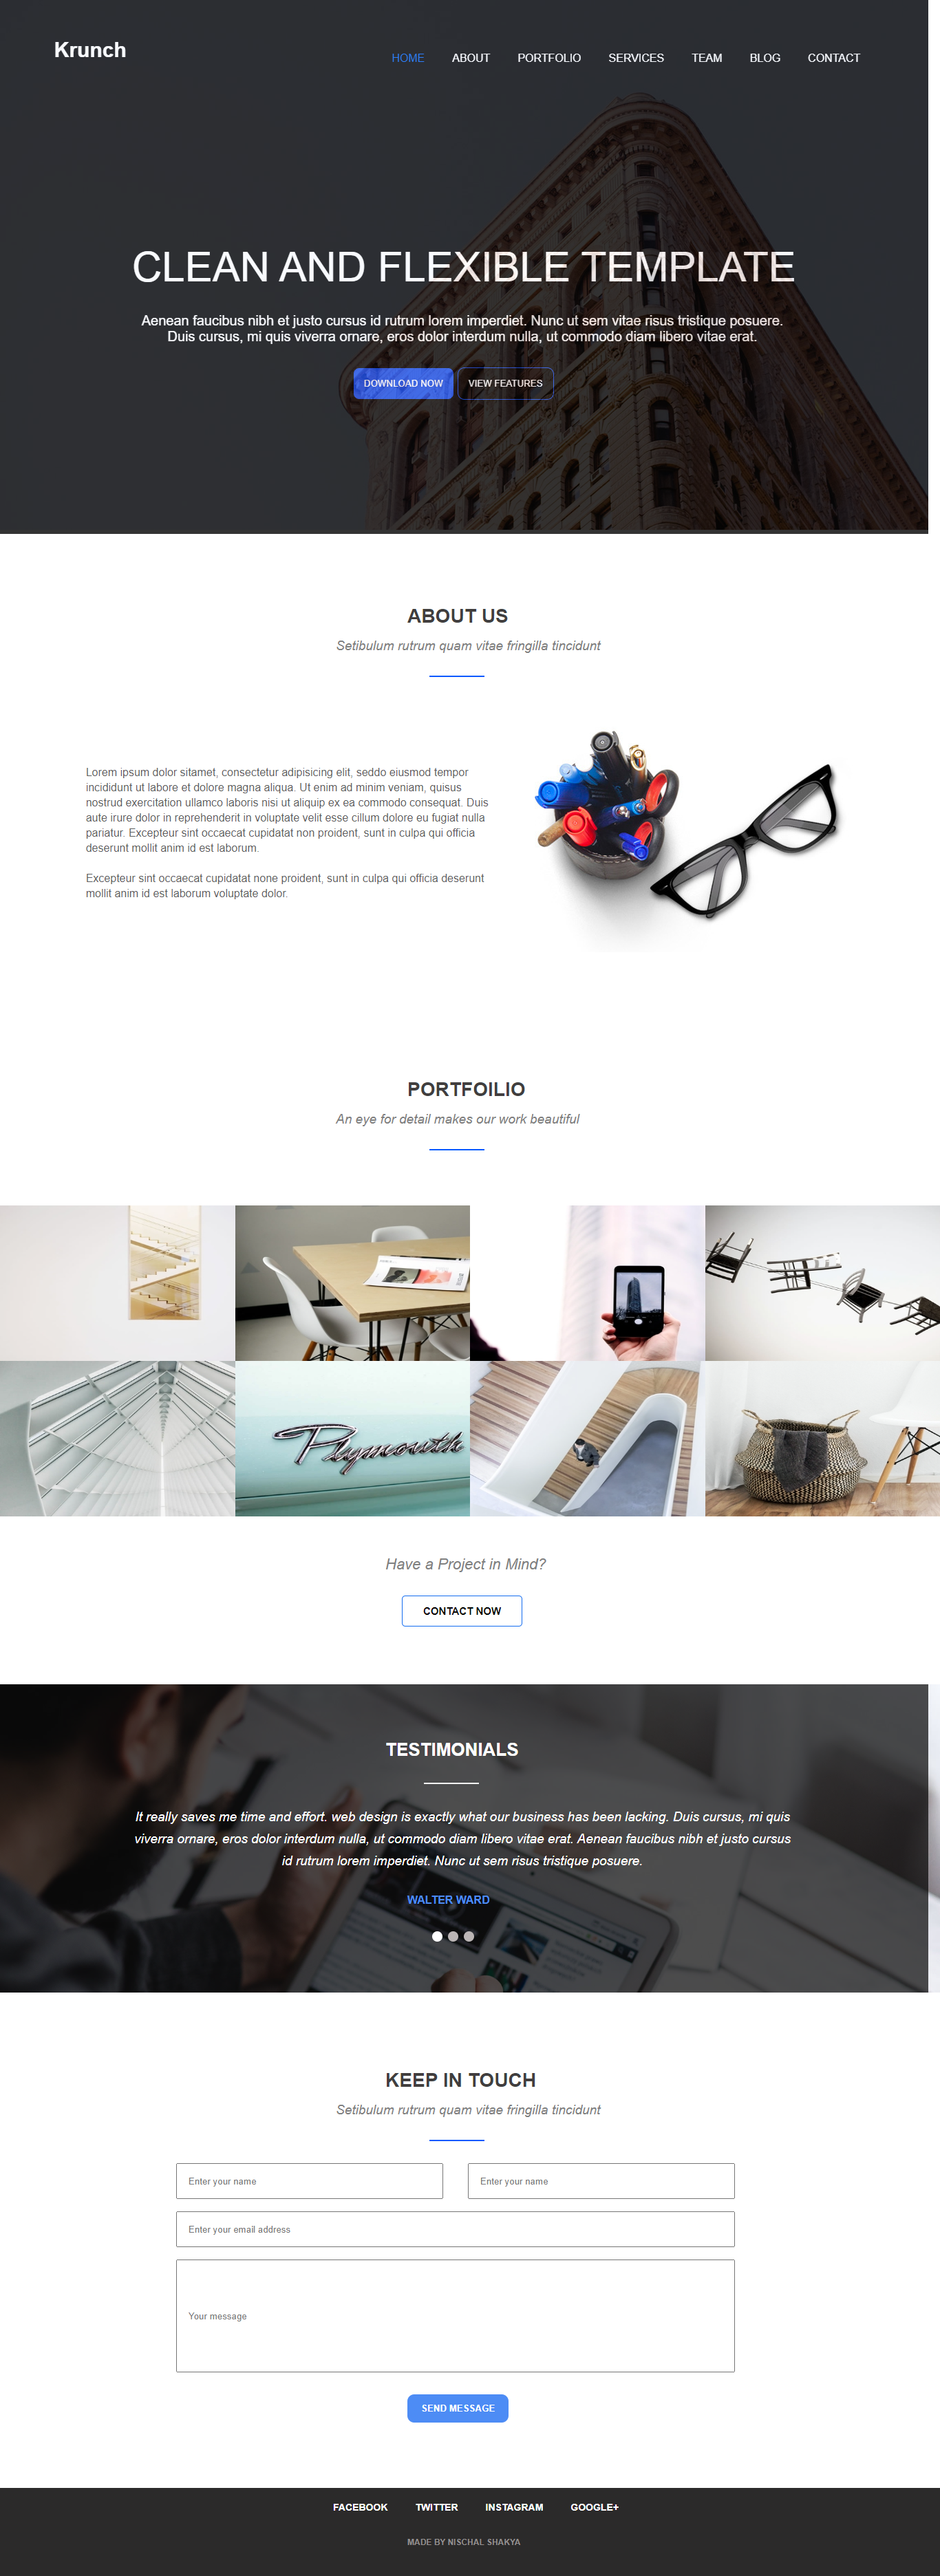 Krunch
HOME ABOUT PORTFOLIO SERVICES TEAM BLOG CONTACT
CLEAN AND FLEXIBLE TEMPLATE
Aenean faucibus nibh et justo cursus id rutrum lorem imperdiet. Nunc ut sem vitae risus tristique posuere.
Duis cursus, mi quis viverra ornare, eros dolor interdum nulla, ut commodo diam libero vitae erat.
DOWNLOAD NOW VIEW FEATURES
ABOUT US
Setibulum rutrum quam vitae fringilla tincidunt
Lorem ipsum dolor sitamet, consectetur adipisicing elit, seddo eiusmod tempor
incididunt ut labore et dolore magna aliqua. Ut enim ad minim veniam, quisus
nostrud exercitation ullamco laboris nisi ut aliquip ex ea commodo consequat. Duis
aute irure dolor in reprehenderit in voluptate velit esse cillum dolore eu fugiat nulla
pariatur. Excepteur sint occaecat cupidatat non proident, sunt in culpa qui officia
deserunt mollit anim id est laborum.
Excepteur sint occaecat cupidatat none proident, sunt in culpa qui officia deserunt
mollit anim id est laborum voluptate dolor.
PORTFOILIO
An eye for detail makes our work beautiful
Plymouth
Have a Project in Mind?
CONTACT NOW
TESTIMONIALS
It really saves me time and effort. web design is exactly what our business has been lacking. Duis cursus, mi quis
viverra ornare, eros dolor interdum nulla, ut commodo diam libero vitae erat. Aenean faucibus nibh et justo cursus
id rutrum lorem imperdiet. Nunc ut sem risus tristique posuere.
WALTER WARD
KEEP IN TOUCH
Setibulum rutrum quam vitae fringilla tincidunt
Enter your name Enter your name
Enter your email address
Your message
SEND MESSAGE
FACEBOOK TWITTER INSTAGRAM GOOGLE+
MADE BY NISCHAL SHAKYA